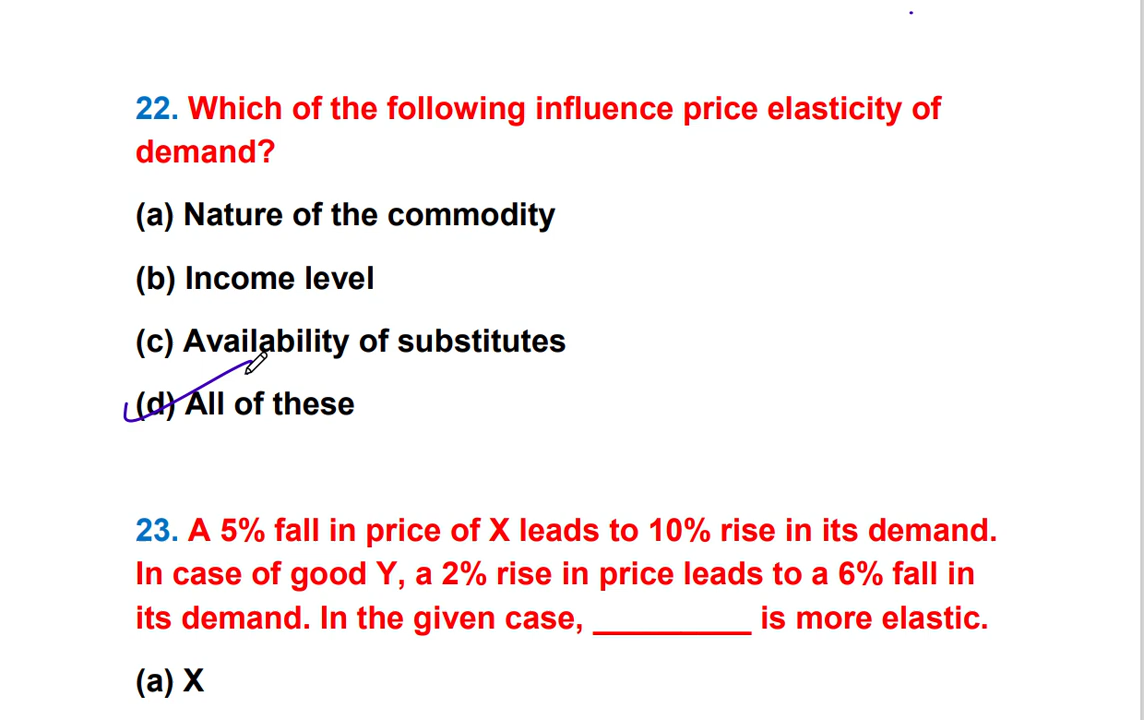 22. Which of the following influence price elasticity of
demand?
(a) Nature of the commodity
(b) Income level
(c) Availability of substitutes
(d) All of these
23. A 5% fall in price of X leads to 10% rise in its demand.
In case of good Y, a 2% rise in price leads to a 6% fall in
its demand. In the given case, _________ is more elastic.
(a) X